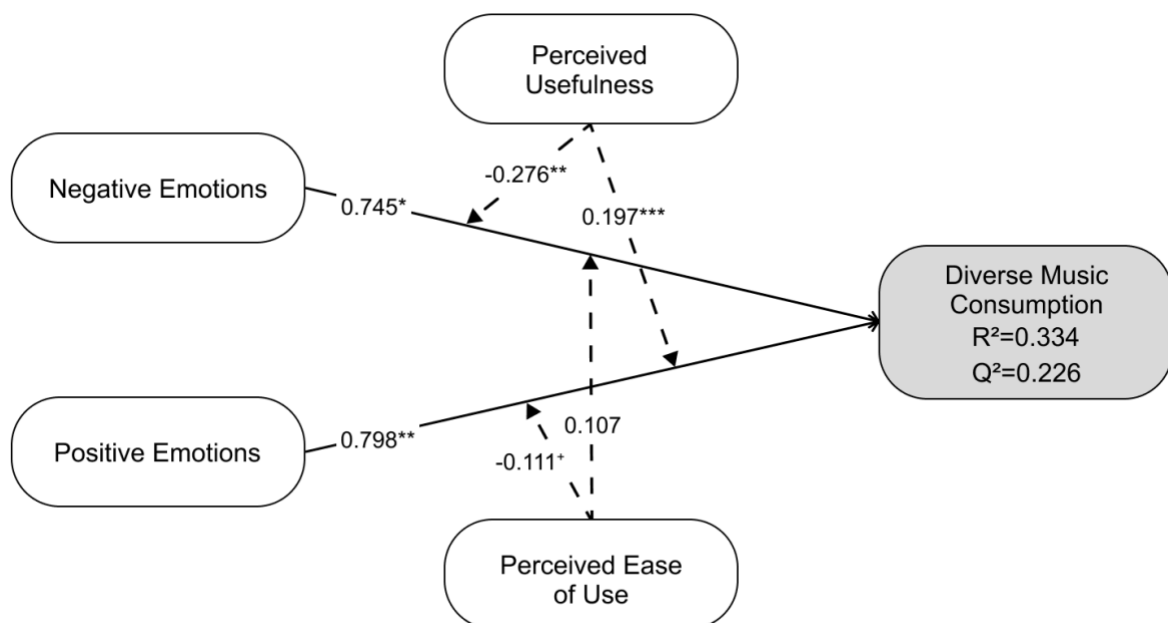 Perceived
Usefulness
Negative Emotions
-0.276**
0.745*
0.197***
Diverse Music
Consumption
R²=0.334
Q²=0.226
Positive Emotions
0.798**
0.107
-0.111⁺
Perceived Ease
of Use